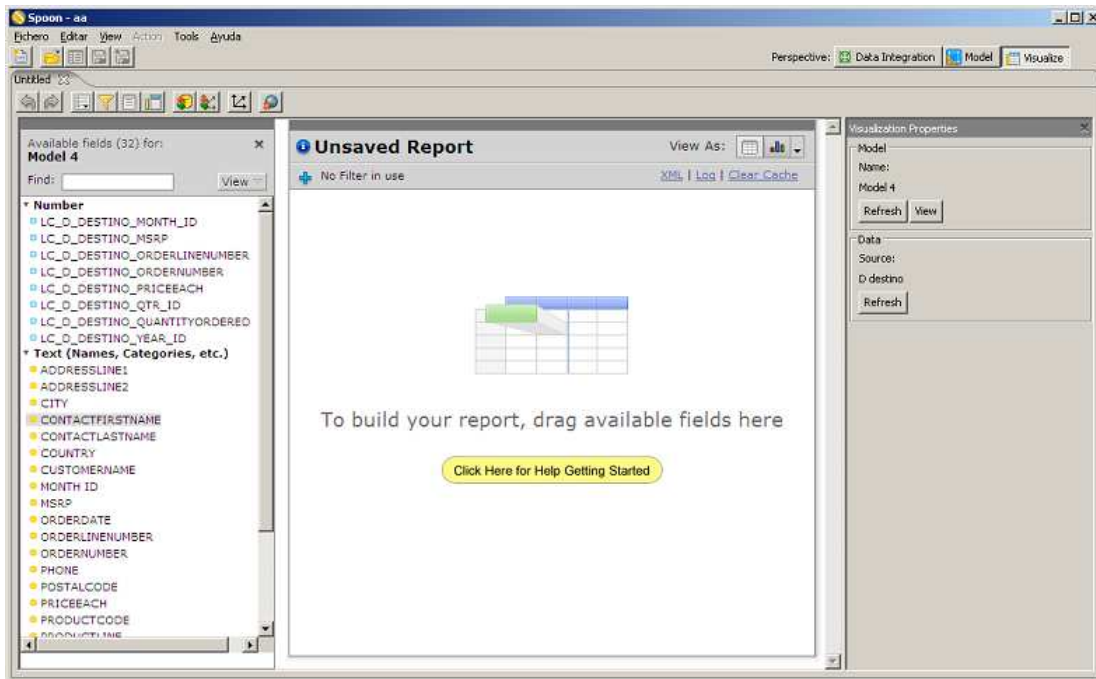 Spoon - aa
Fichero Editar View Action Tools Ayuda
Perspective: Data Integration Model Visualize
Untitled
Available fields (32) for:
Model 4
Find:
View
Number
LC_D_DESTINO_MONTH_ID
LC_D_DESTINO_MSRP
LC_D_DESTINO_ORDERLINENUMBER
LC_D_DESTINO_ORDERNUMBER
LC_D_DESTINO_PRICEEACH
LC_D_DESTINO_QTR_ID
LC_D_DESTINO_QUANTITYORDERED
LC_D_DESTINO_YEAR_ID
Text (Names, Categories, etc.)
ADDRESSLINE1
ADDRESSLINE2
CITY
CONTACTFIRSTNAME
CONTACTLASTNAME
COUNTRY
CUSTOMERNAME
MONTH ID
MSRP
ORDERDATE
ORDERLINENUMBER
ORDERNUMBER
PHONE
POSTALCODE
PRICEEACH
PRODUCTCODE
PRODUCTLINE
Unsaved Report
View As:
No Filter in use
XML | Log | Clear Cache
To build your report, drag available fields here
Click Here for Help Getting Started
Visualization Properties
Model
Name:
Model 4
Refresh View
Data
Source:
D destino
Refresh